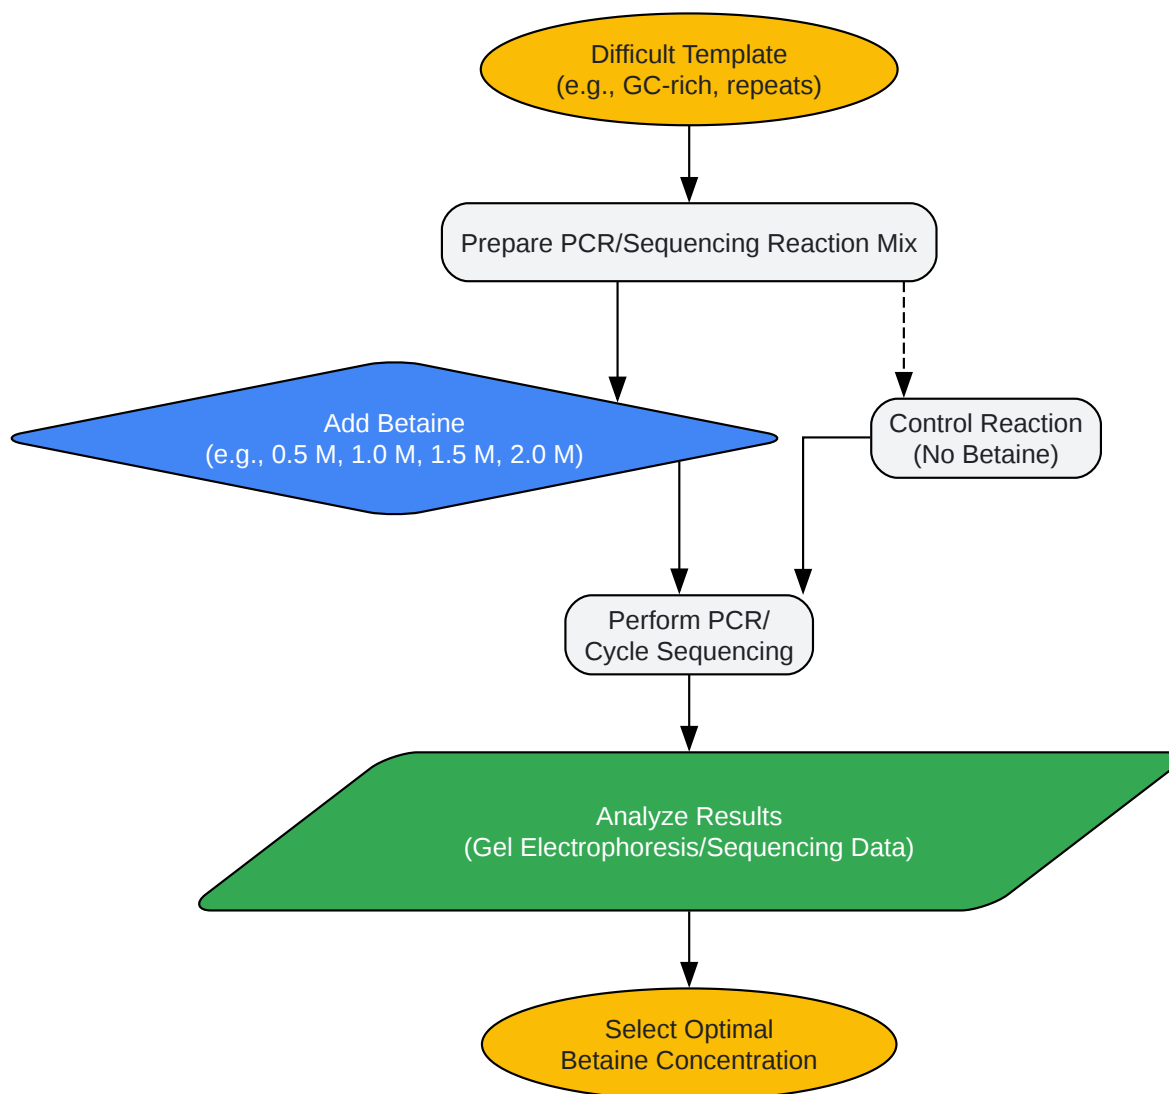 Difficult Template
(e.g., GC-rich, repeats)
Prepare PCR/Sequencing Reaction Mix
Add Betaine
(e.g., 0.5 M, 1.0 M, 1.5 M, 2.0 M)
Control Reaction
(No Betaine)
Perform PCR/
Cycle Sequencing
Analyze Results
(Gel Electrophoresis/Sequencing Data)
Select Optimal
Betaine Concentration